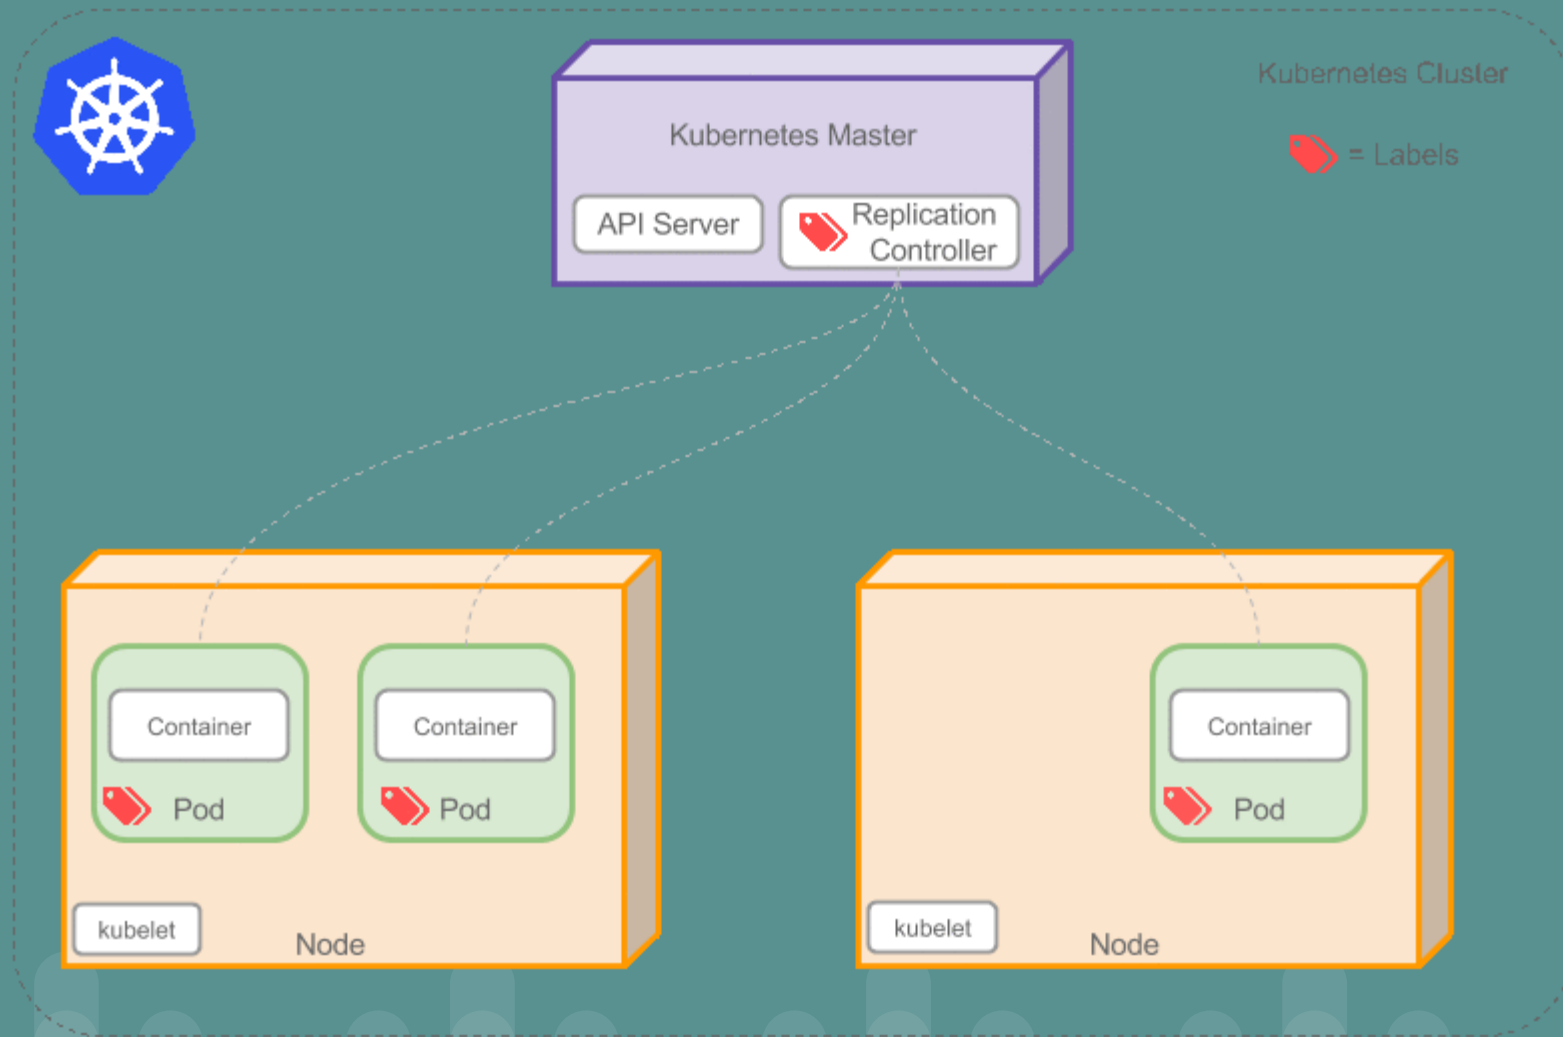 Kubernetes Cluster
= Labels
Kubernetes Master
API Server
Replication
Controller
Container
Pod
Container
Pod
kubelet
Node
Container
Pod
kubelet
Node